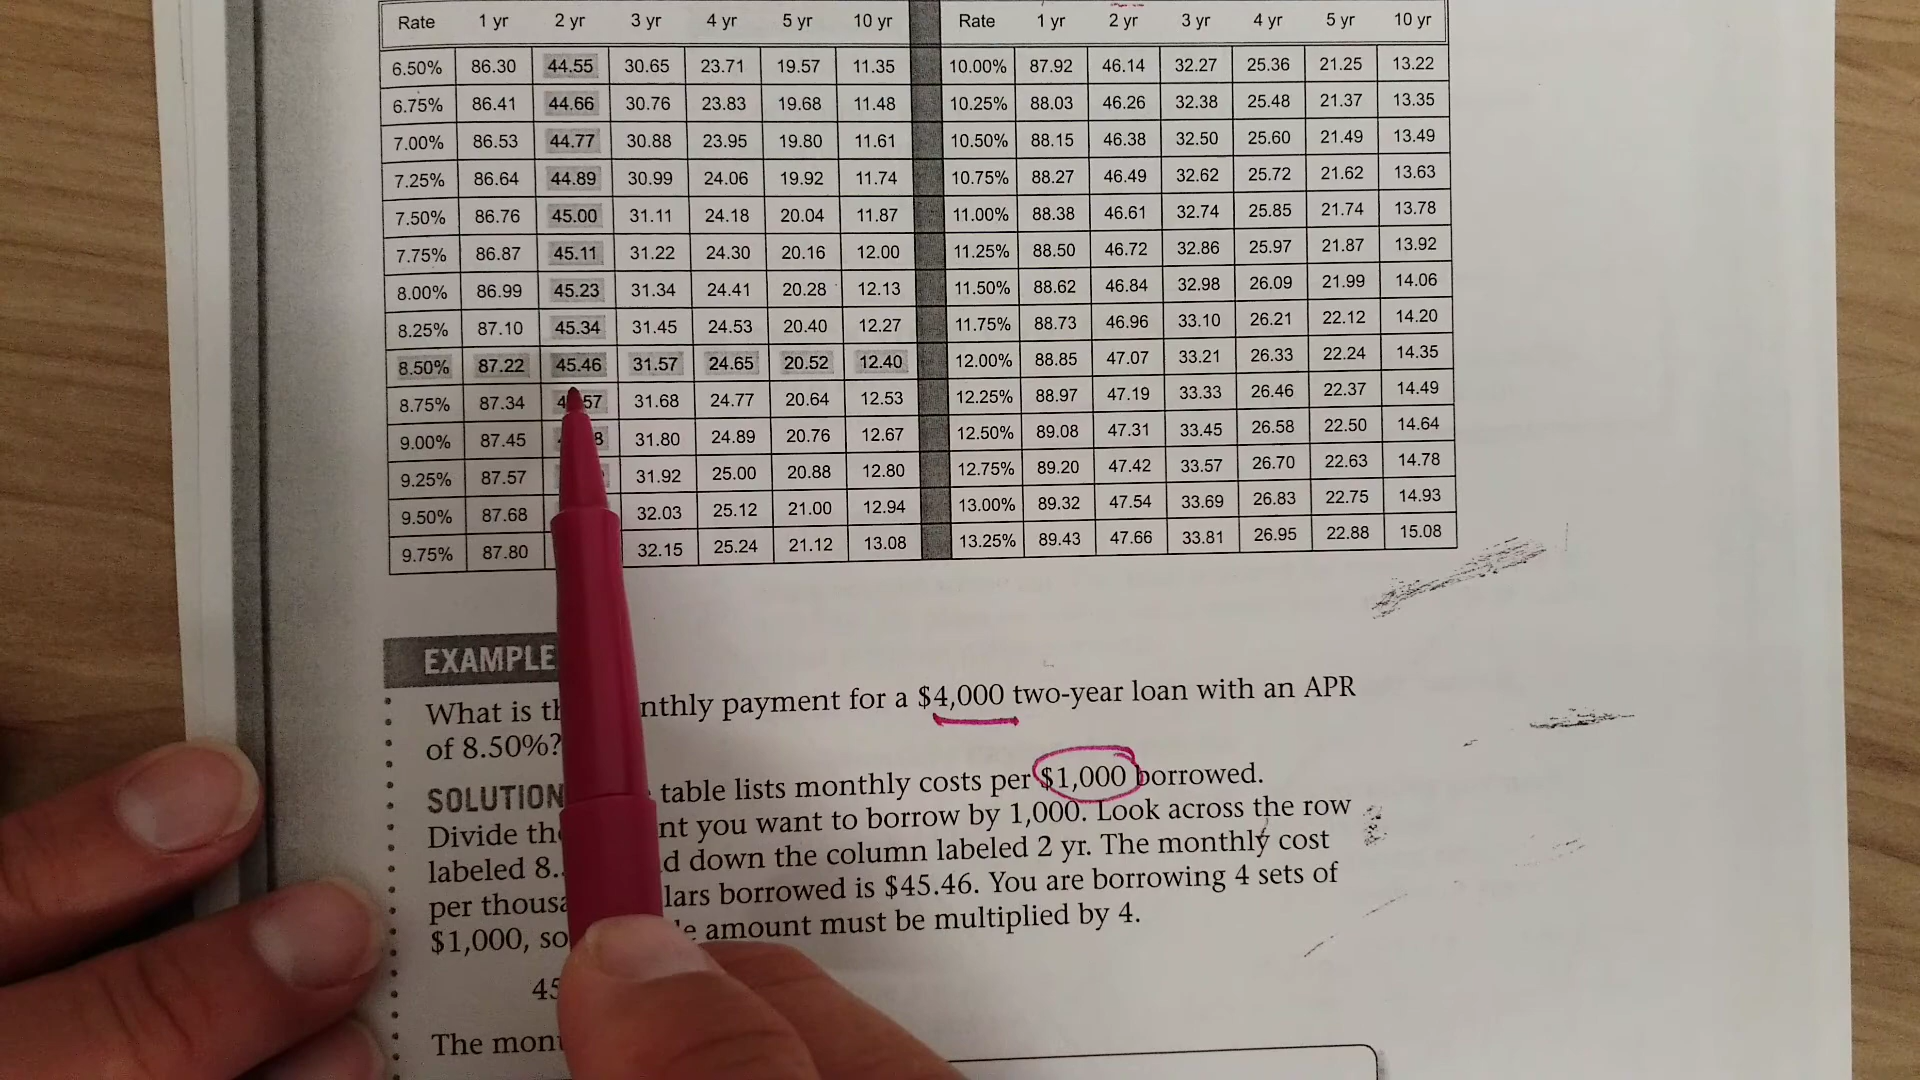 Rate 1 yr 2 yr 3 yr 4 yr 5 yr 10 yr Rate 1 yr 2 yr 3 yr 4 yr 5 yr 10 yr
6.50% 86.30 44.55 30.65 23.71 19.57 11.35 10.00% 87.92 46.14 32.27 25.36 21.25 13.22
6.75% 86.41 44.66 30.76 23.83 19.68 11.48 10.25% 88.03 46.26 32.38 25.48 21.37 13.35
7.00% 86.53 44.77 30.88 23.95 19.80 11.61 10.50% 88.15 46.38 32.50 25.60 21.49 13.49
7.25% 86.64 44.89 30.99 24.06 19.92 11.74 10.75% 88.27 46.49 32.62 25.72 21.62 13.63
7.50% 86.76 45.00 31.11 24.18 20.04 11.87 11.00% 88.38 46.61 32.74 25.85 21.74 13.78
7.75% 86.87 45.11 31.22 24.30 20.16 12.00 11.25% 88.50 46.72 32.86 25.97 21.87 13.92
8.00% 86.99 45.23 31.34 24.41 20.28 12.13 11.50% 88.62 46.84 32.98 26.09 21.99 14.06
8.25% 87.10 45.34 31.45 24.53 20.40 12.27 11.75% 88.73 46.96 33.10 26.21 22.12 14.20
8.50% 87.22 45.46 31.57 24.65 20.52 12.40 12.00% 88.85 47.07 33.21 26.33 22.24 14.35
8.75% 87.34 31.68 24.77 20.64 12.53 12.25% 88.97 47.19 33.33 26.46 22.37 14.49
9.00% 87.45 31.80 24.89 20.76 12.67 12.50% 89.08 47.31 33.45 26.58 22.50 14.64
9.25% 87.57 31.92 25.00 20.88 12.80 12.75% 89.20 47.42 33.57 26.70 22.63 14.78
9.50% 87.68 32.03 25.12 21.00 12.94 13.00% 89.32 47.54 33.69 26.83 22.75 14.93
9.75% 87.80 32.15 25.24 21.12 13.08 13.25% 89.43 47.66 33.81 26.95 22.88 15.08
EXAMPLE
What is payment for a $4,000 two-year loan with an APR
of 8.50%?
SOLUTION table lists monthly costs per $1,000 borrowed.
Divide you want to borrow by 1,000. Look across the row
labeled down the column labeled 2 yr. The monthly cost
per borrowed is $45.46. You are borrowing 4 sets of
$1,000, so amount must be multiplied by 4.
The